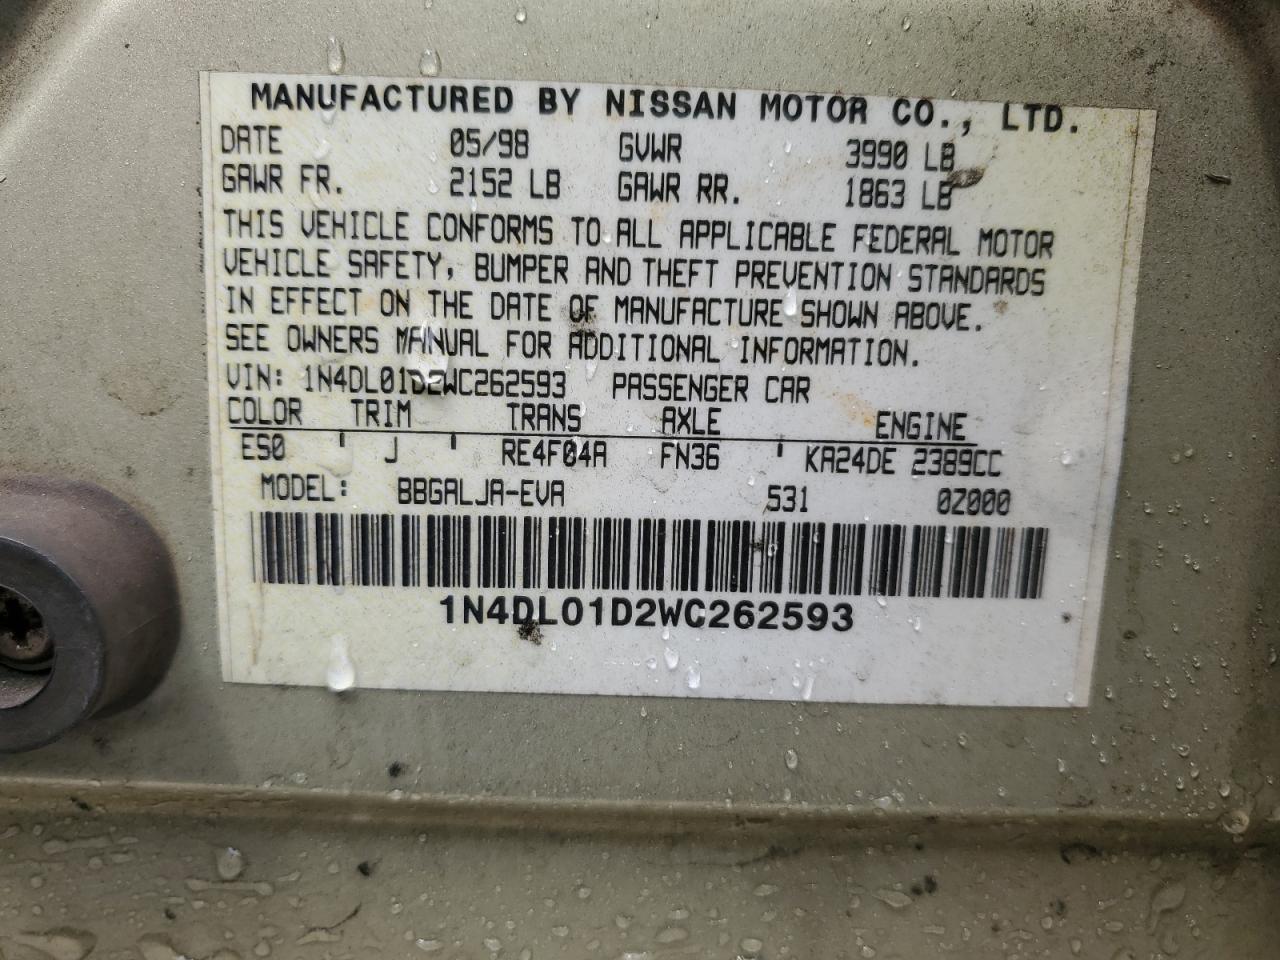 MANUFACTURED BY NISSAN MOTOR CO., LTD.
DATE 05/98 GVWR 3990 LB
GAWR FR. 2152 LB GAWR RR. 1863 LB
THIS VEHICLE CONFORMS TO ALL APPLICABLE FEDERAL MOTOR
VEHICLE SAFETY, BUMPER AND THEFT PREVENTION STANDARDS
IN EFFECT ON THE DATE OF MANUFACTURE SHOWN ABOVE.
SEE OWNERS MANUAL FOR ADDITIONAL INFORMATION.
VIN: 1N4DL01D2WC262593 PASSENGER CAR
COLOR TRIM TRANS AXLE ENGINE
ES0 ' J ' RE4F04A FN36 ' KA24DE 2389CC
MODEL: BBGALJA-EVA 531 0Z000
1N4DL01D2WC262593